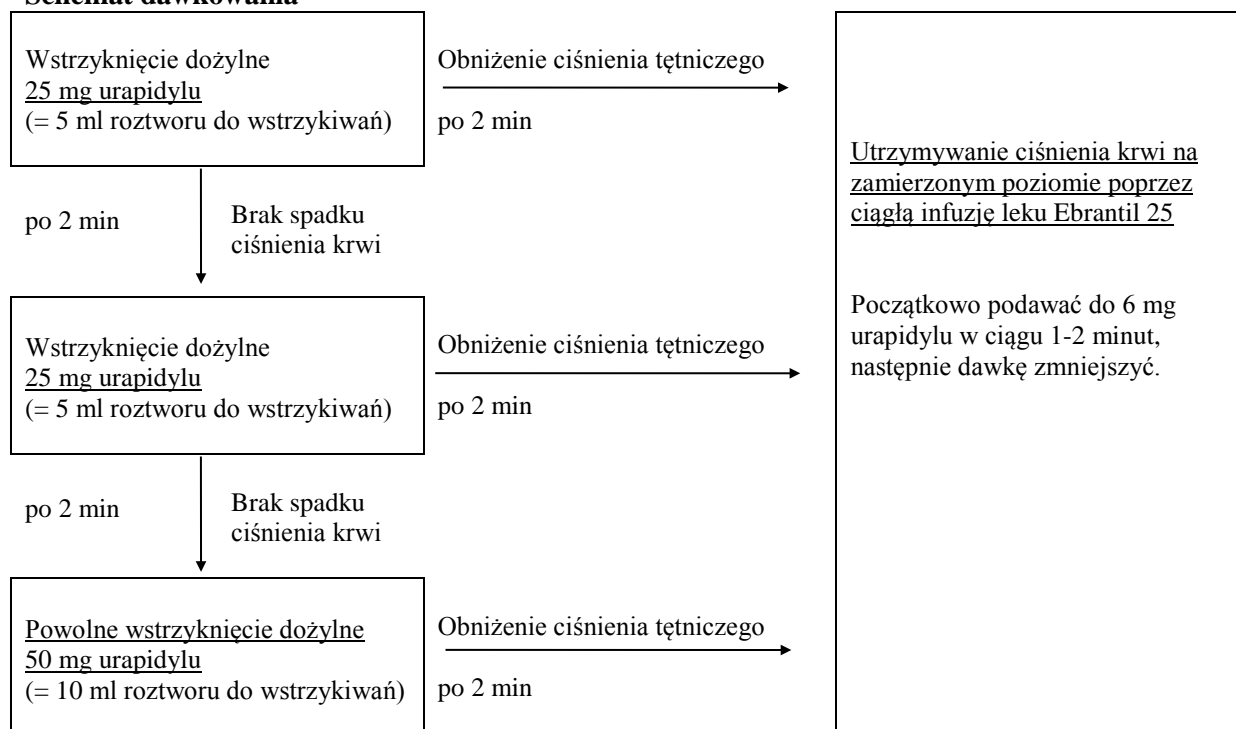 Schemat dawkowania
Wstrzyknięcie dożylne
25 mg urapidylu
(= 5 ml roztworu do wstrzykiwań)
Obniżenie ciśnienia tętniczego
po 2 min
po 2 min
Brak spadku
ciśnienia krwi
Wstrzyknięcie dożylne
25 mg urapidylu
(= 5 ml roztworu do wstrzykiwań)
Obniżenie ciśnienia tętniczego
po 2 min
po 2 min
Brak spadku
ciśnienia krwi
Powolne wstrzyknięcie dożylne
50 mg urapidylu
(= 10 ml roztworu do wstrzykiwań)
Obniżenie ciśnienia tętniczego
po 2 min
Utrzymywanie ciśnienia krwi na
zamierzonym poziomie poprzez
ciągłą infuzję leku Ebrantil 25
Początkowo podawać do 6 mg
urapidylu w ciągu 1-2 minut,
następnie dawkę zmniejszyć.